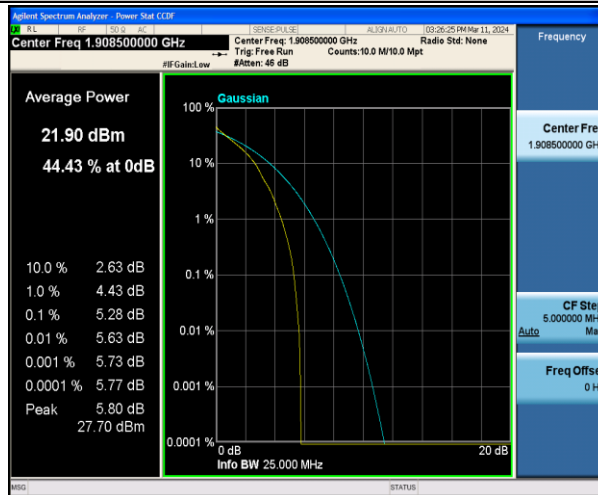 Agilent Spectrum Analyzer - Power Stat CCDF
RL RF 50 Ω AC SENSE:PULSE ALIGNAUTO 03:26:25 PM Mar 11, 2024
Center Freq 1.908500000 GHz
Center Freq: 1.908500000 GHz Radio Std: None
Trig: Free Run Counts:10.0 M/10.0 Mpt
#IFGain:Low #Atten: 46 dB
Frequency
Average Power
21.90 dBm
44.43 % at 0dB
10.0 % 2.63 dB
1.0 % 4.43 dB
0.1 % 5.28 dB
0.01 % 5.63 dB
0.001 % 5.73 dB
0.0001 % 5.77 dB
Peak 5.80 dB
27.70 dBm
Gaussian
100 %
10 %
1 %
0.1 %
0.01 %
0.001 %
0.0001 %
0 dB 20 dB
Info BW 25.000 MHz
Center Fre
1.908500000 GH
CF Ste
5.000000 MH
Auto Ma
Freq Offse
0 H
MSG STATUS